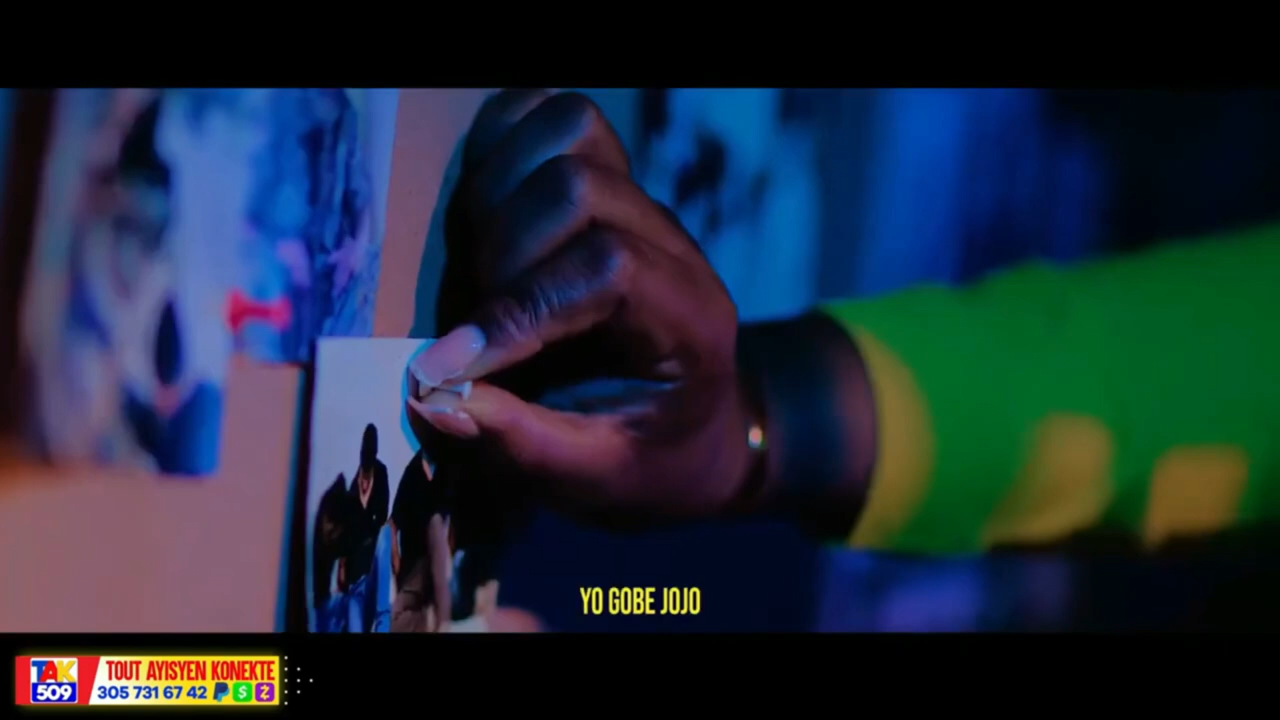 YO GOBE JOJO
TAK
509
TOUT AYISYEN KONEKTE
305 731 67 42